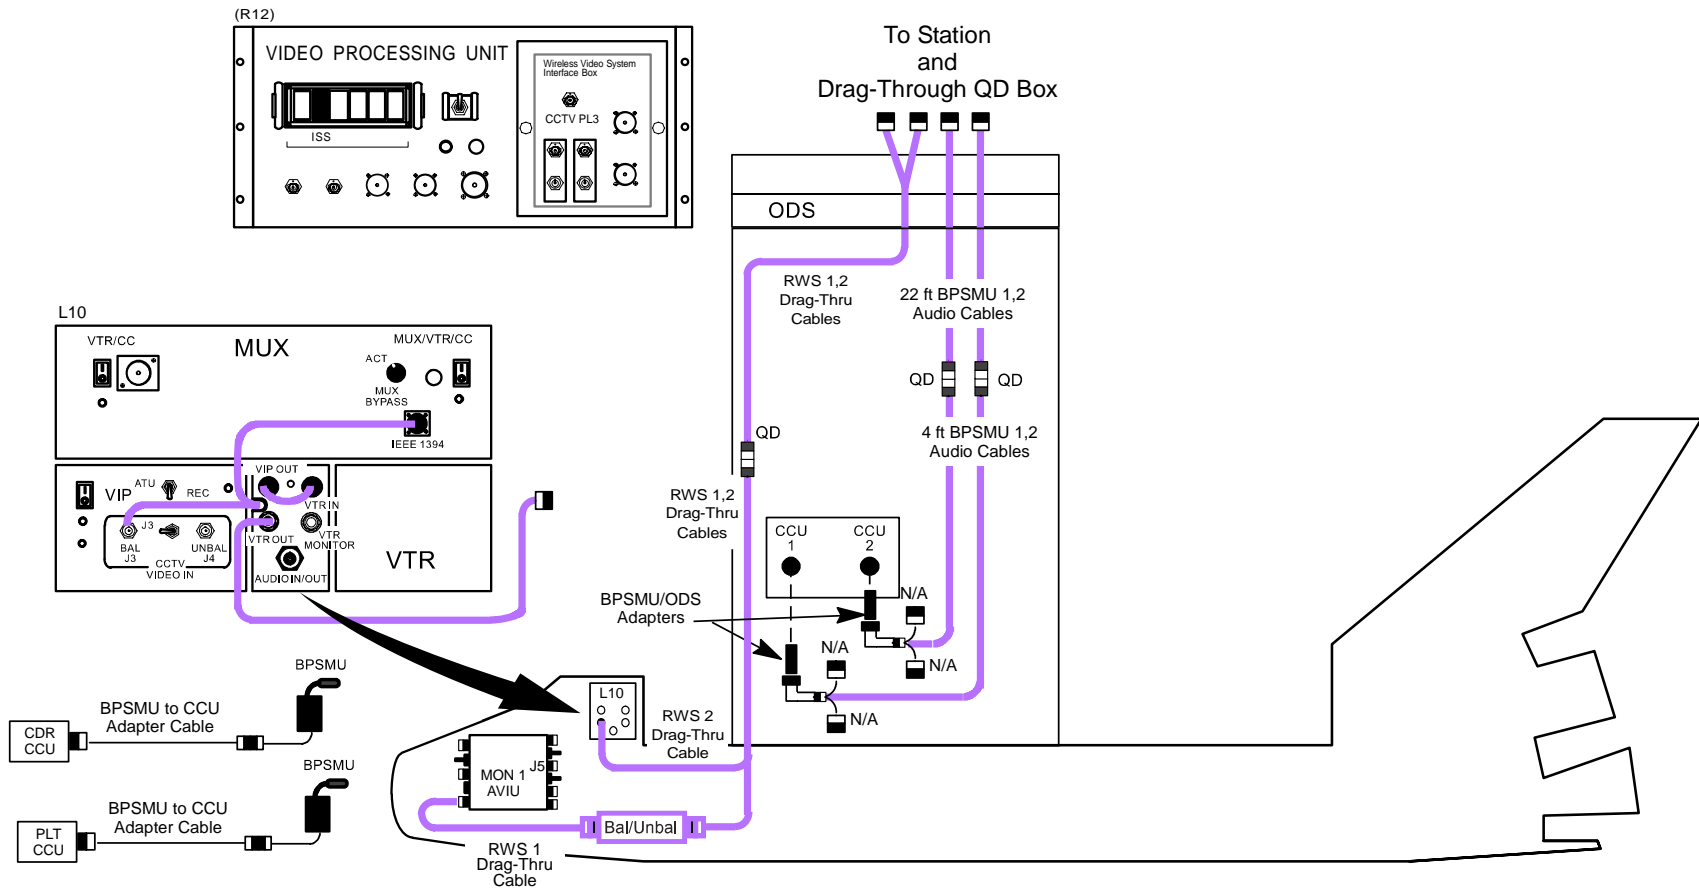 (R12)
VIDEO PROCESSING UNIT
ISS
Wireless Video System
Interface Box
CCTV PL3
To Station
and
Drag-Through QD Box
ODS
RWS 1,2
Drag-Thru
Cables
22 ft BPSMU 1,2
Audio Cables
QD
QD
4 ft BPSMU 1,2
Audio Cables
QD
RWS 1,2
Drag-Thru
Cables
CCU
1
CCU
2
BPSMU/ODS
Adapters
N/A
N/A
N/A
N/A
L10
VTR/CC
MUX
MUX/VTR/CC
ACT
MUX
BYPASS
IEEE 1394
VIP
ATU
REC
J3
BAL
J3
UNBAL
J4
CCTV
VIDEO IN
VIP OUT
VTR IN
VTR OUT
VTR
MONITOR
AUDIO IN/OUT
VTR
BPSMU
BPSMU to CCU
Adapter Cable
CDR
CCU
BPSMU
BPSMU to CCU
Adapter Cable
PLT
CCU
L10
RWS 2
Drag-Thru
Cable
MON 1
AVIU
J5
Bal/Unbal
RWS 1
Drag-Thru
Cable